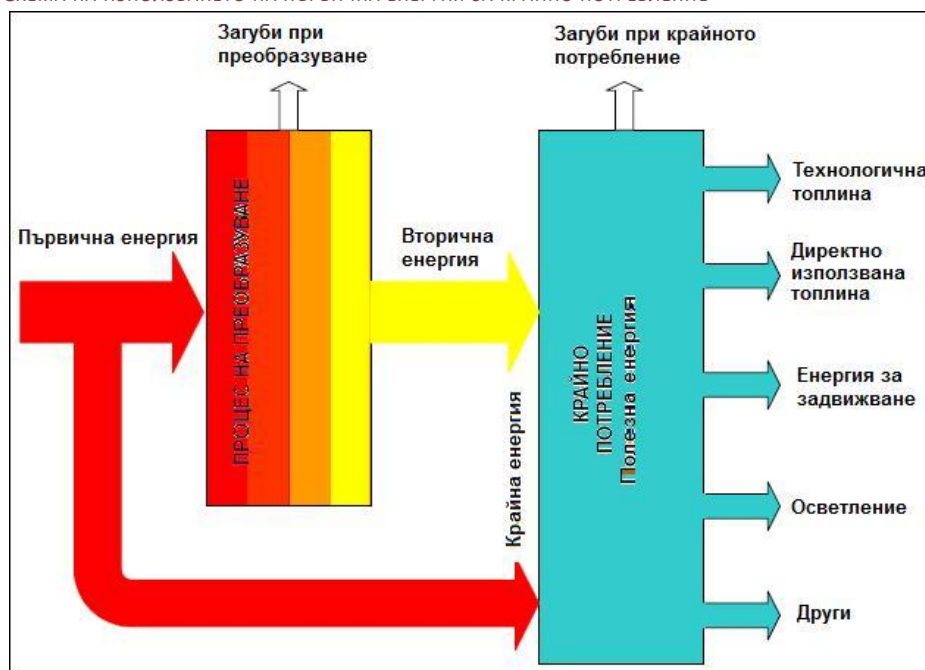 Загуби при
преобразуване
Загуби при крайното
потребление
Първична енергия
ПРОЦЕС НА ПРЕОБРАЗУВАНЕ
Вторична
енергия
Крайна енергия
КРАЙНО
ПОТРЕБЛЕНИЕ
Полезна енергия
Технологична
топлина
Директно
използвана
топлина
Енергия за
задвижване
Осветление
Други